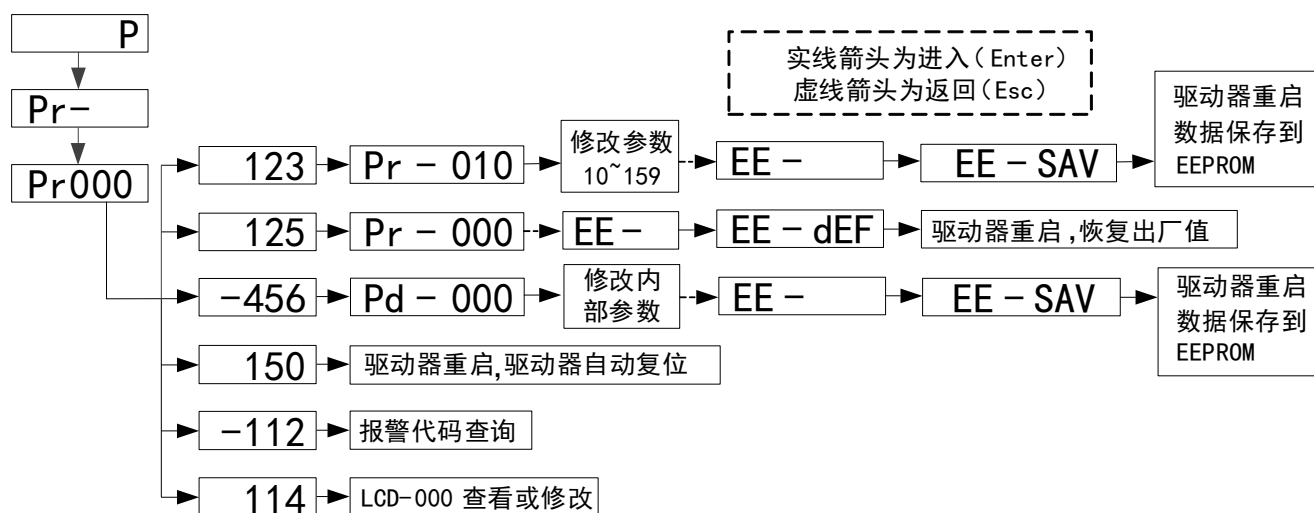 P
Pr-
Pr000
实线箭头为进入(Enter)
虚线箭头为返回(Esc)
123
Pr-010
修改参数
10~159
EE-
EE-SAV
驱动器重启
数据保存到
EEPROM
125
Pr-000
EE-
EE-dEF
驱动器重启,恢复出厂值
-456
Pd-000
修改内
部参数
EE-
EE-SAV
驱动器重启
数据保存到
EEPROM
150
驱动器重启,驱动器自动复位
-112
报警代码查询
114
LCD-000 查看或修改